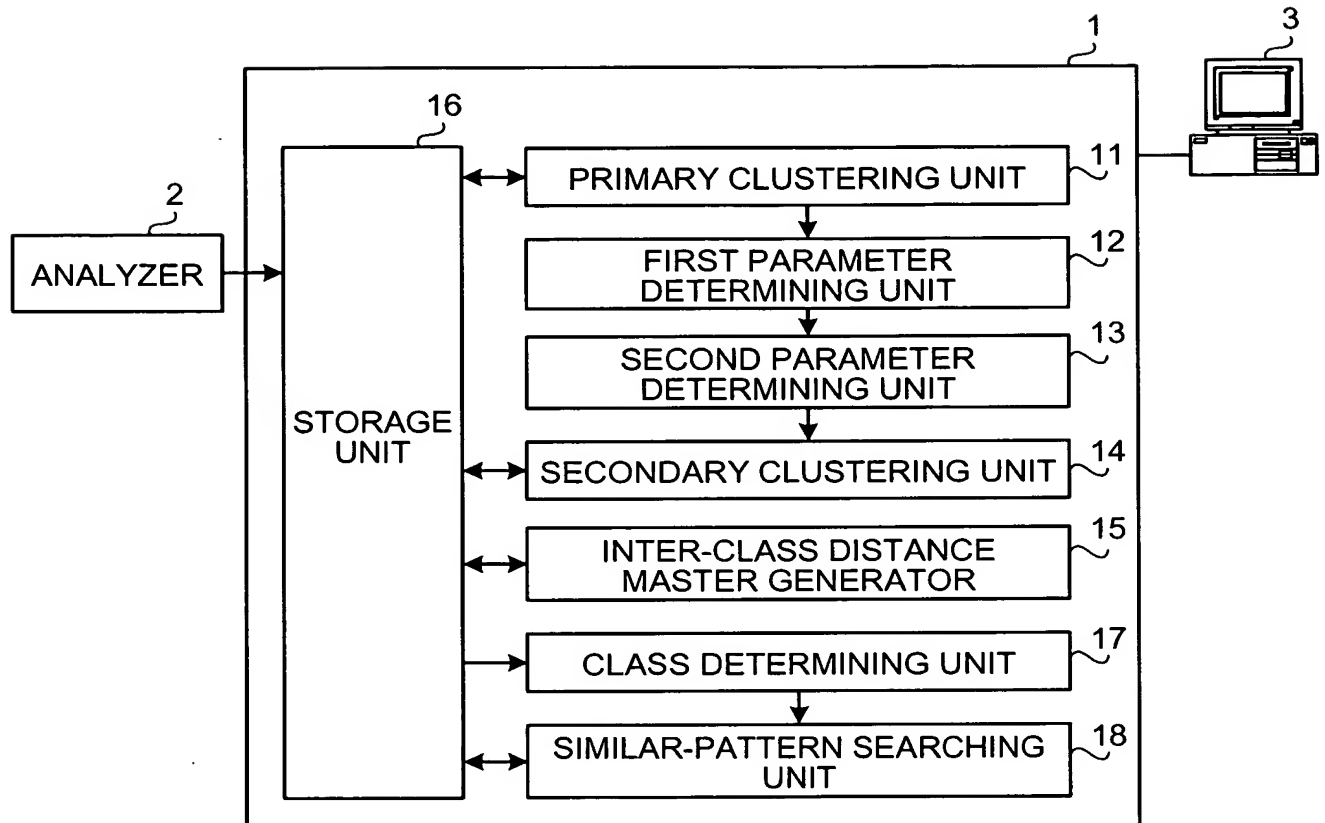 1
3
16
11
PRIMARY CLUSTERING UNIT
2
12
ANALYZER
FIRST PARAMETER
DETERMINING UNIT
13
SECOND PARAMETER
DETERMINING UNIT
STORAGE
UNIT
14
SECONDARY CLUSTERING UNIT
15
INTER-CLASS DISTANCE
MASTER GENERATOR
17
CLASS DETERMINING UNIT
18
SIMILAR-PATTERN SEARCHING
UNIT